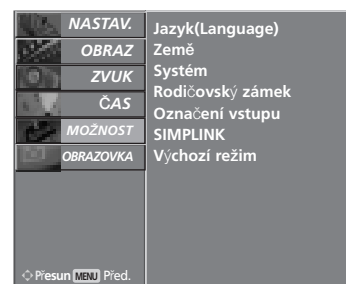 NASTAV.
OBRAZ
ZVUK
ČAS
MOŽNOST
OBRAZOVKA
Jazyk(Language)
Země
Systém
Rodičovský zámek
Označení vstupu
SIMPLINK
Výchozí režim
Přesun MENU Před.